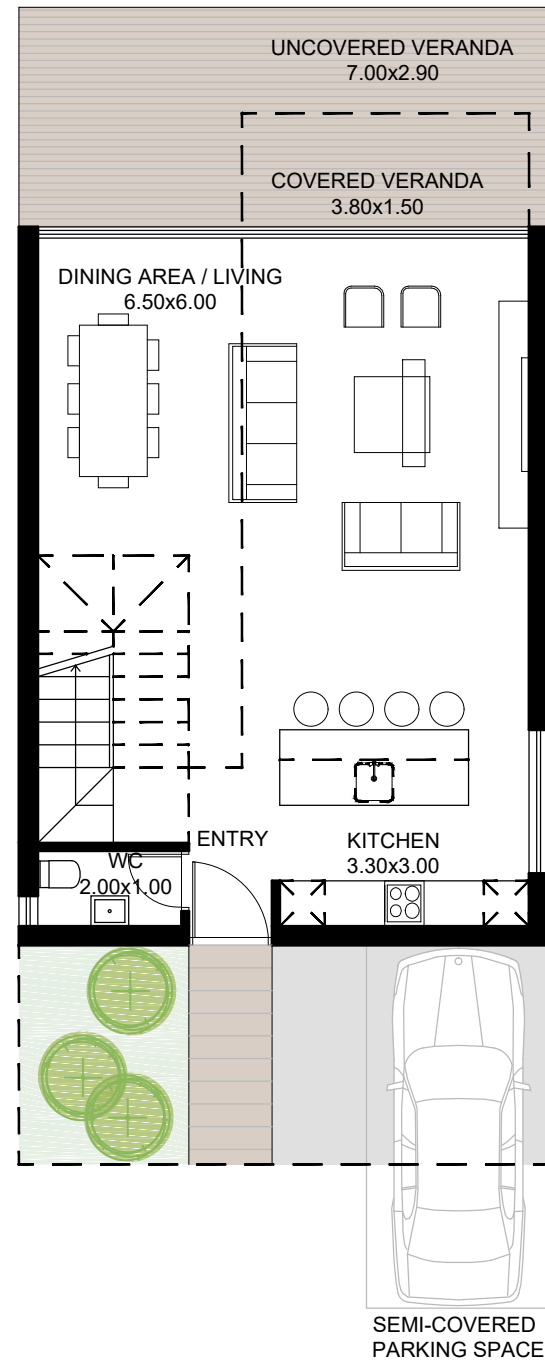 UNCOVERED VERANDA
7.00x2.90
COVERED VERANDA
3.80x1.50
DINING AREA / LIVING
6.50x6.00
ENTRY
WC
2.00x1.00
KITCHEN
3.30x3.00
SEMI-COVERED
PARKING SPACE